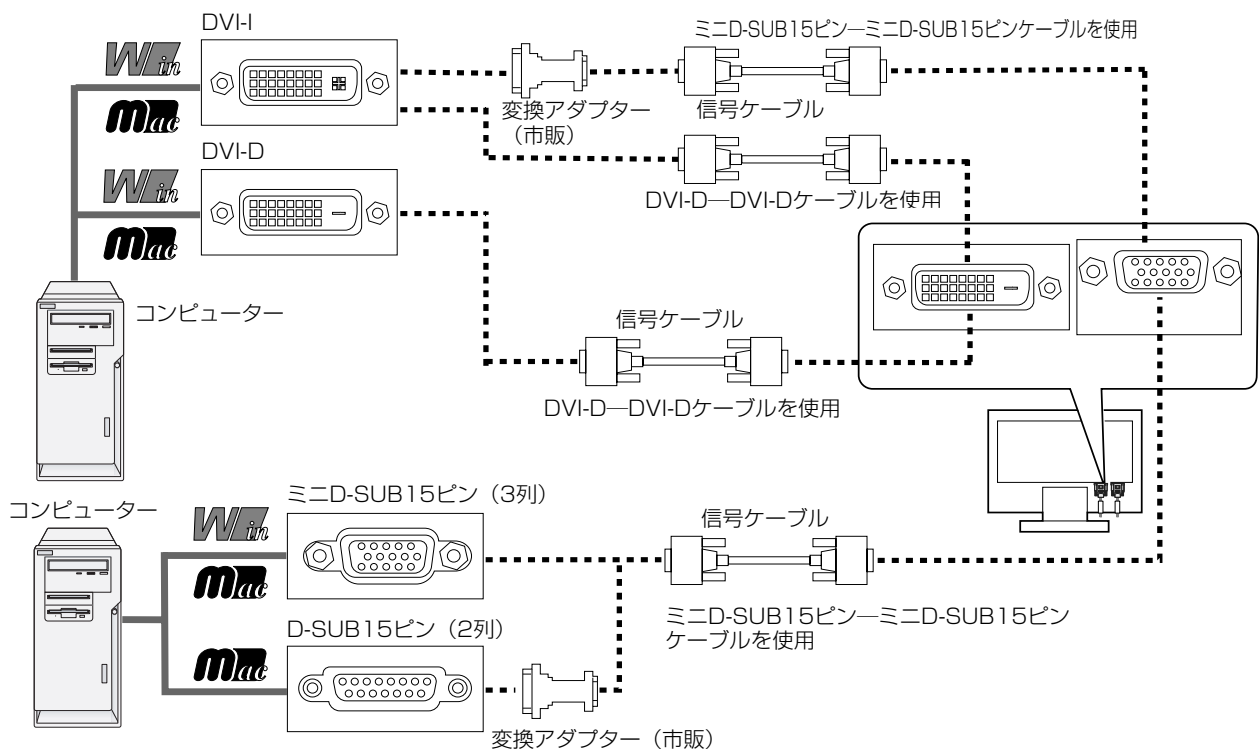 DVI-I
Win
Mac
ミニD-SUB15ピン―ミニD-SUB15ピンケーブルを使用
変換アダプター
（市販）
信号ケーブル
DVI-D
Win
Mac
DVI-D―DVI-Dケーブルを使用
コンピューター
信号ケーブル
DVI-D―DVI-Dケーブルを使用
コンピューター
ミニD-SUB15ピン（3列）
Win
Mac
信号ケーブル
ミニD-SUB15ピン―ミニD-SUB15ピン
ケーブルを使用
D-SUB15ピン（2列）
Mac
変換アダプター（市販）